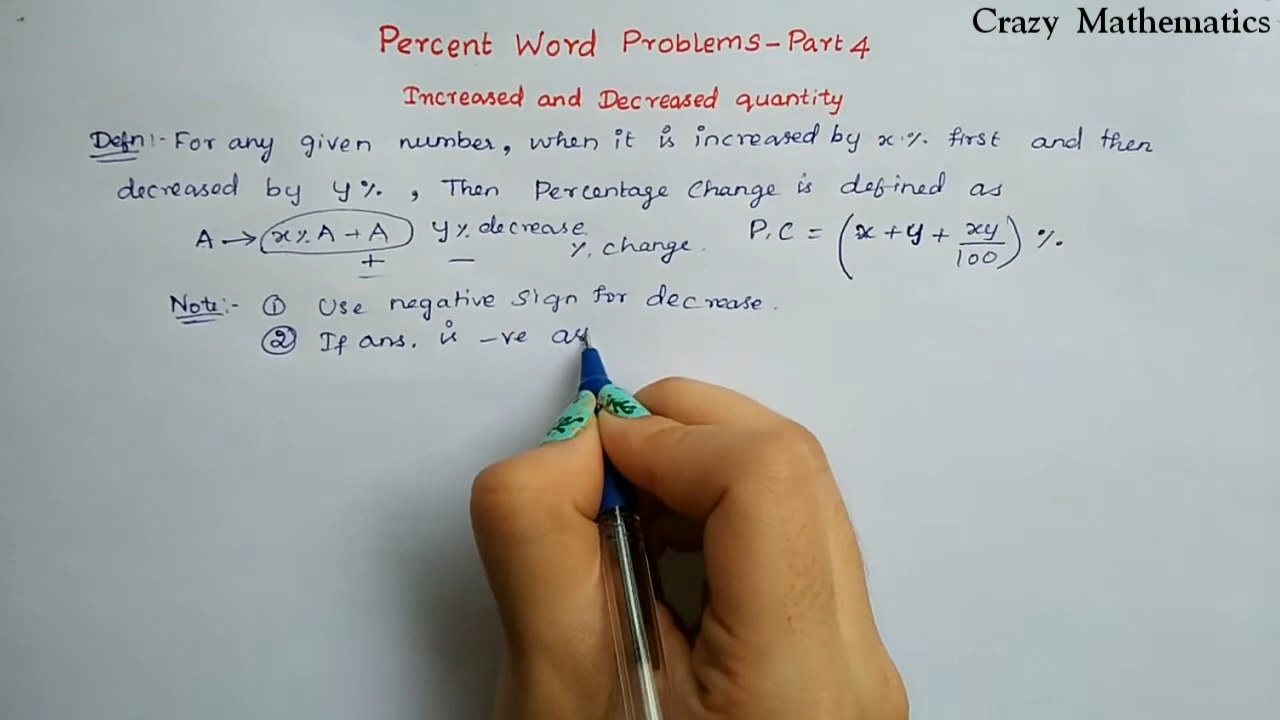 Crazy Mathematics
Percent Word Problems - Part 4
Increased and Decreased quantity
Defn:- For any given number, when it is increased by x% first and then
decreased by y%, Then Percentage Change is defined as
A → x% A + A y% decrease % change. P.C = (x + y + xy/100) %
+ −
Note:- ① Use negative sign for decrease.
② If ans. is -ve as